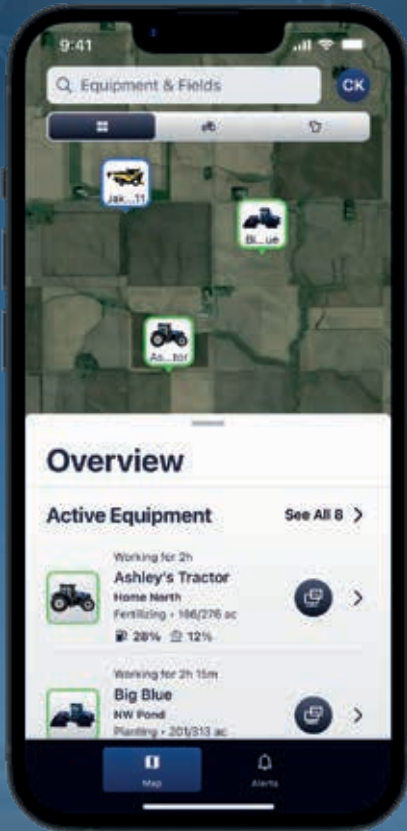 9:41
Equipment & Fields
CK
Jak...11
Bi...ue
As...tor
Overview
Active Equipment
See All 8
Working for 2h
Ashley's Tractor
Home North
Fertilizing • 186/276 ac
28% 12%
Working for 2h 15m
Big Blue
NW Pond
Planting • 201/313 ac
Map
Alerts